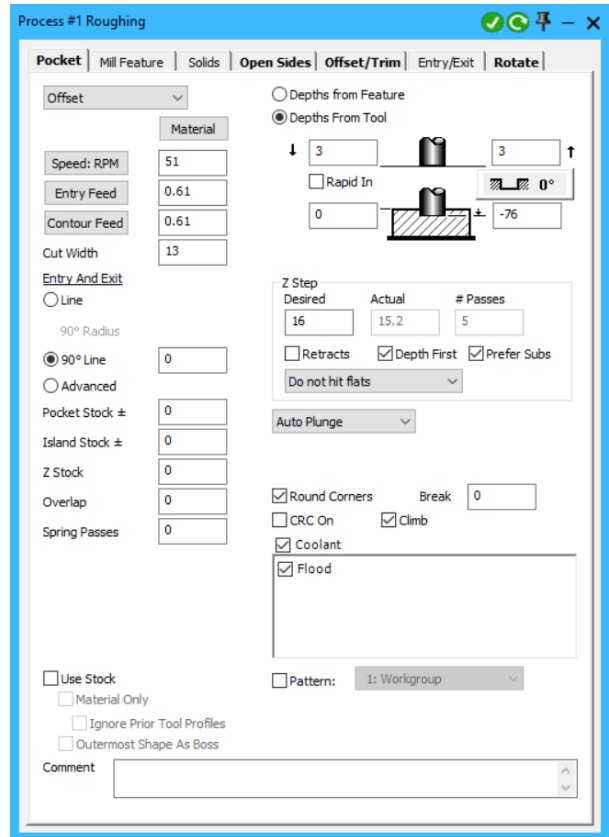 Process #1 Roughing
Pocket Mill Feature Solids Open Sides Offset/Trim Entry/Exit Rotate
Offset
Depths from Feature
Depths From Tool
Material
Speed: RPM 51
3 3
Rapid In
0°
Entry Feed 0.61
Contour Feed 0.61
0 -76
Cut Width 13
Entry And Exit
Line
90° Radius
90° Line 0
Advanced
Z Step
Desired Actual # Passes
16 15.2 5
Retracts Depth First Prefer Subs
Do not hit flats
Pocket Stock ± 0
Auto Plunge
Island Stock ± 0
Z Stock 0
Overlap 0
Spring Passes 0
Round Corners Break 0
CRC On Climb
Coolant
Flood
Use Stock
Material Only
Ignore Prior Tool Profiles
Outermost Shape As Boss
Pattern: 1: Workgroup
Comment